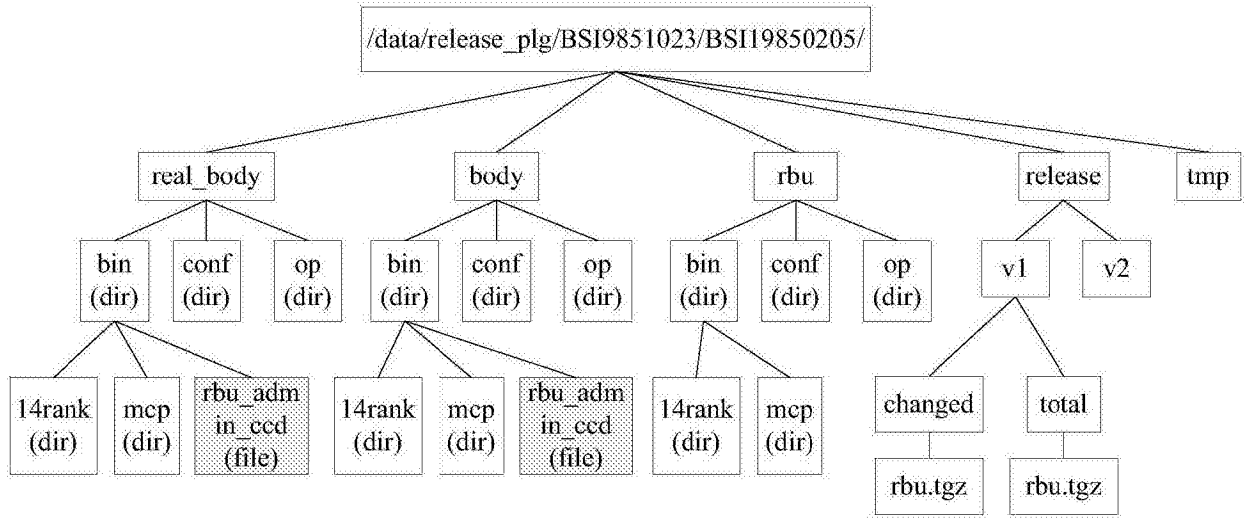 /data/release_plg/BSI9851023/BSI19850205/
real_body
body
rbu
release
tmp
bin
(dir)
conf
(dir)
op
(dir)
bin
(dir)
conf
(dir)
op
(dir)
bin
(dir)
conf
(dir)
op
(dir)
v1
v2
14rank
(dir)
mcp
(dir)
rbu_adm
in_ccd
(file)
14rank
(dir)
mcp
(dir)
rbu_adm
in_ccd
(file)
14rank
(dir)
mcp
(dir)
changed
total
rbu.tgz
rbu.tgz